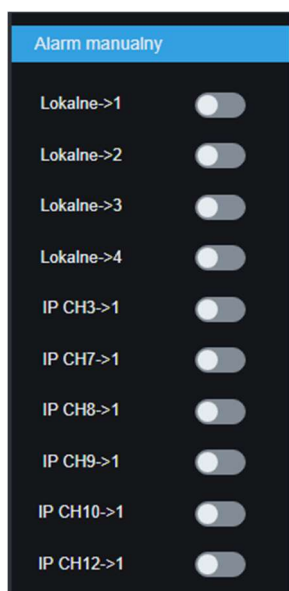 Alarm manualny
Lokalne->1
Lokalne->2
Lokalne->3
Lokalne->4
IP CH3->1
IP CH7->1
IP CH8->1
IP CH9->1
IP CH10->1
IP CH12->1